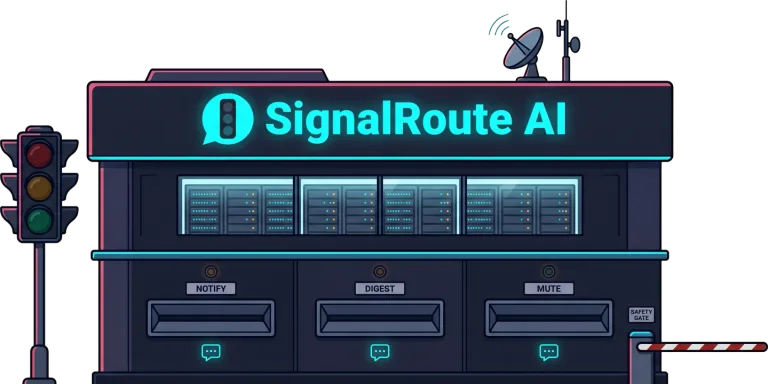 SignalRoute AI
NOTIFY
DIGEST
MUTE
SAFETY
GATE